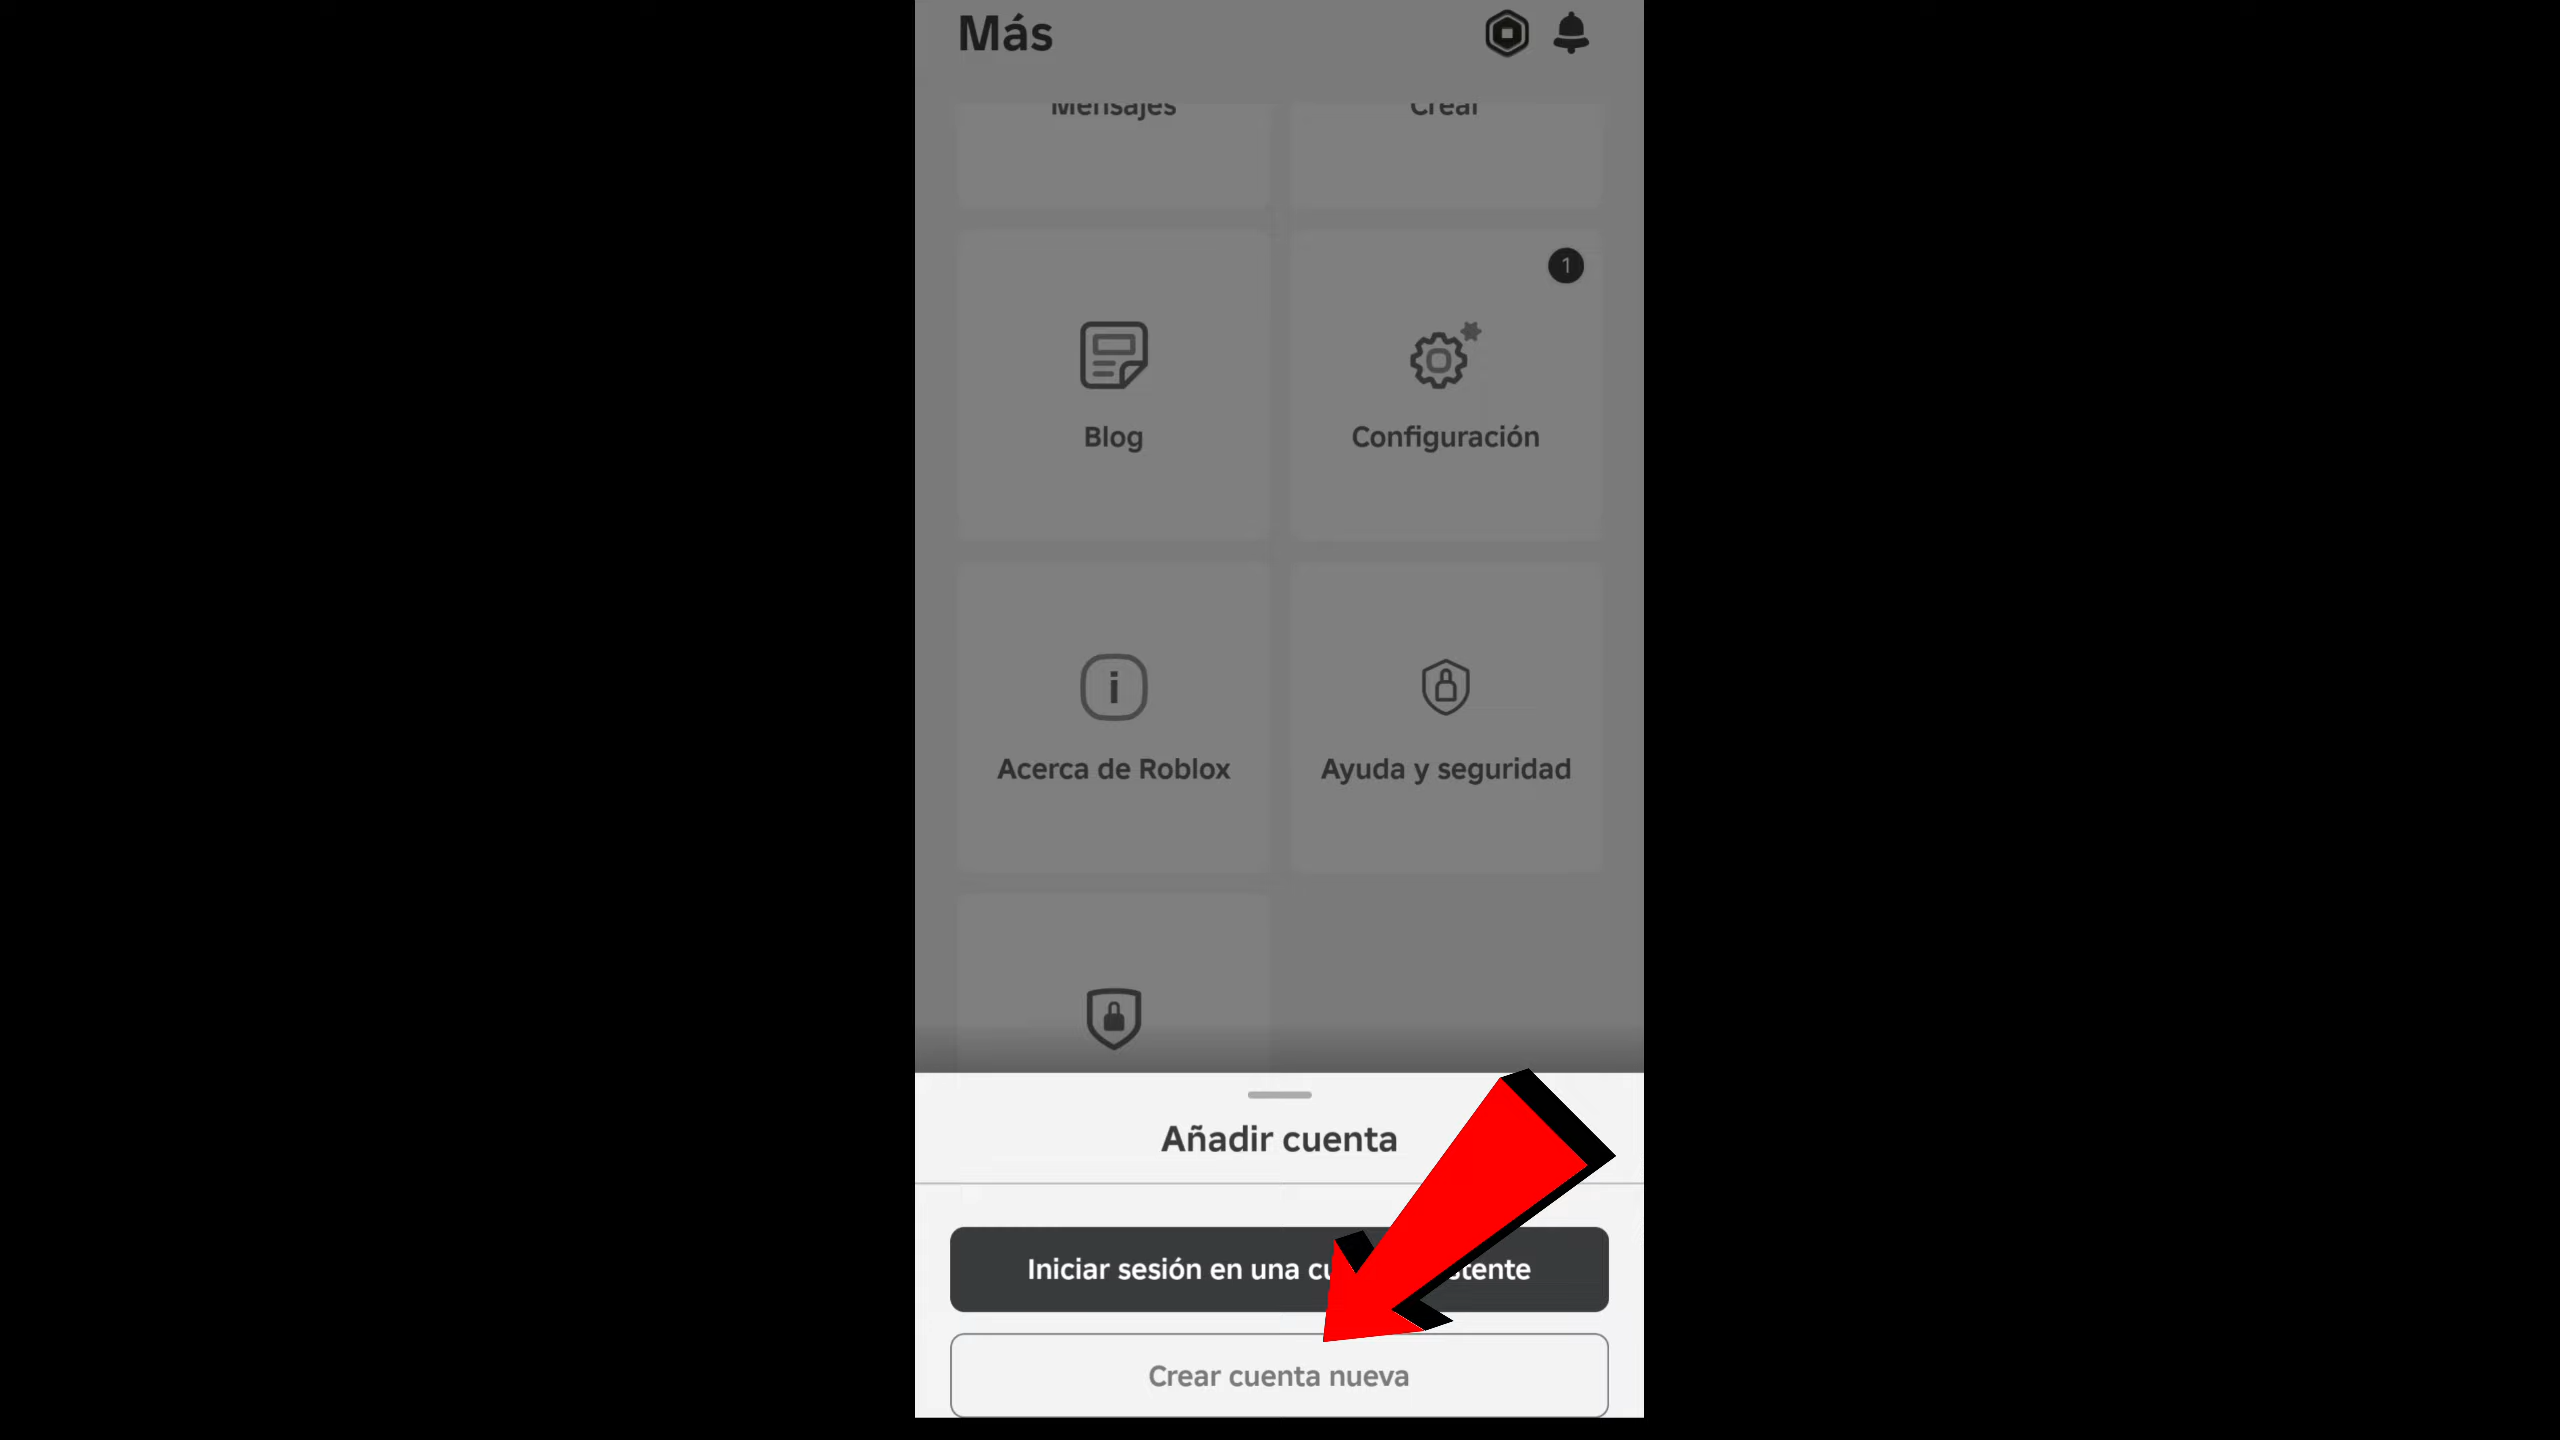 Más
Mensajes
Crear
1
Blog
Configuración
Acerca de Roblox
Ayuda y seguridad
Añadir cuenta
Iniciar sesión en una cu stente
Crear cuenta nueva